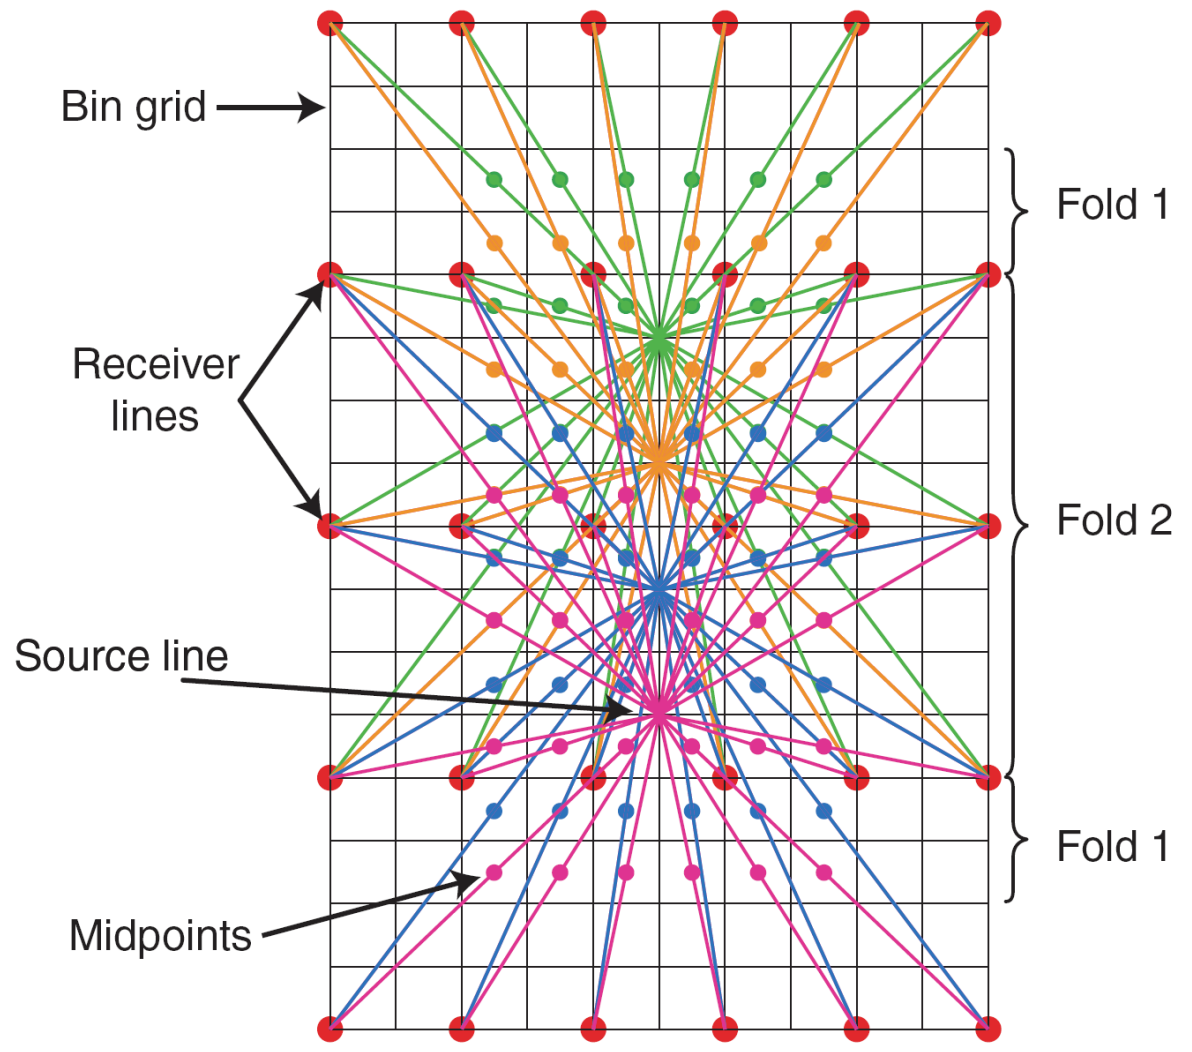 Bin grid
Fold 1
Receiver
lines
Fold 2
Source line
Fold 1
Midpoints